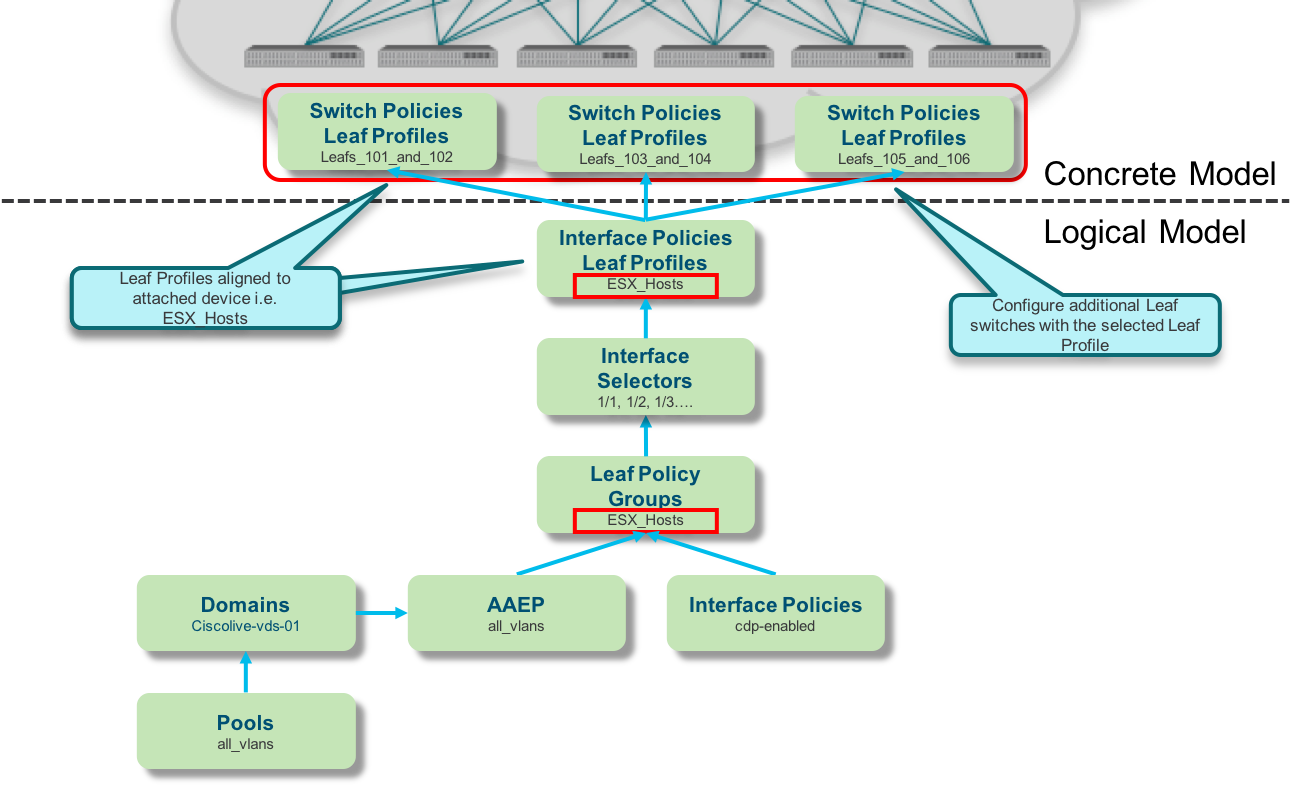 Switch Policies
Leaf Profiles
Leafs_101_and_102
Switch Policies
Leaf Profiles
Leafs_103_and_104
Switch Policies
Leaf Profiles
Leafs_105_and_106
Concrete Model
Logical Model
Interface Policies
Leaf Profiles
ESX_Hosts
Leaf Profiles aligned to
attached device i.e.
ESX_Hosts
Configure additional Leaf
switches with the selected Leaf
Profile
Interface
Selectors
1/1, 1/2, 1/3….
Leaf Policy
Groups
ESX_Hosts
Domains
Ciscolive-vds-01
AAEP
all_vlans
Interface Policies
cdp-enabled
Pools
all_vlans